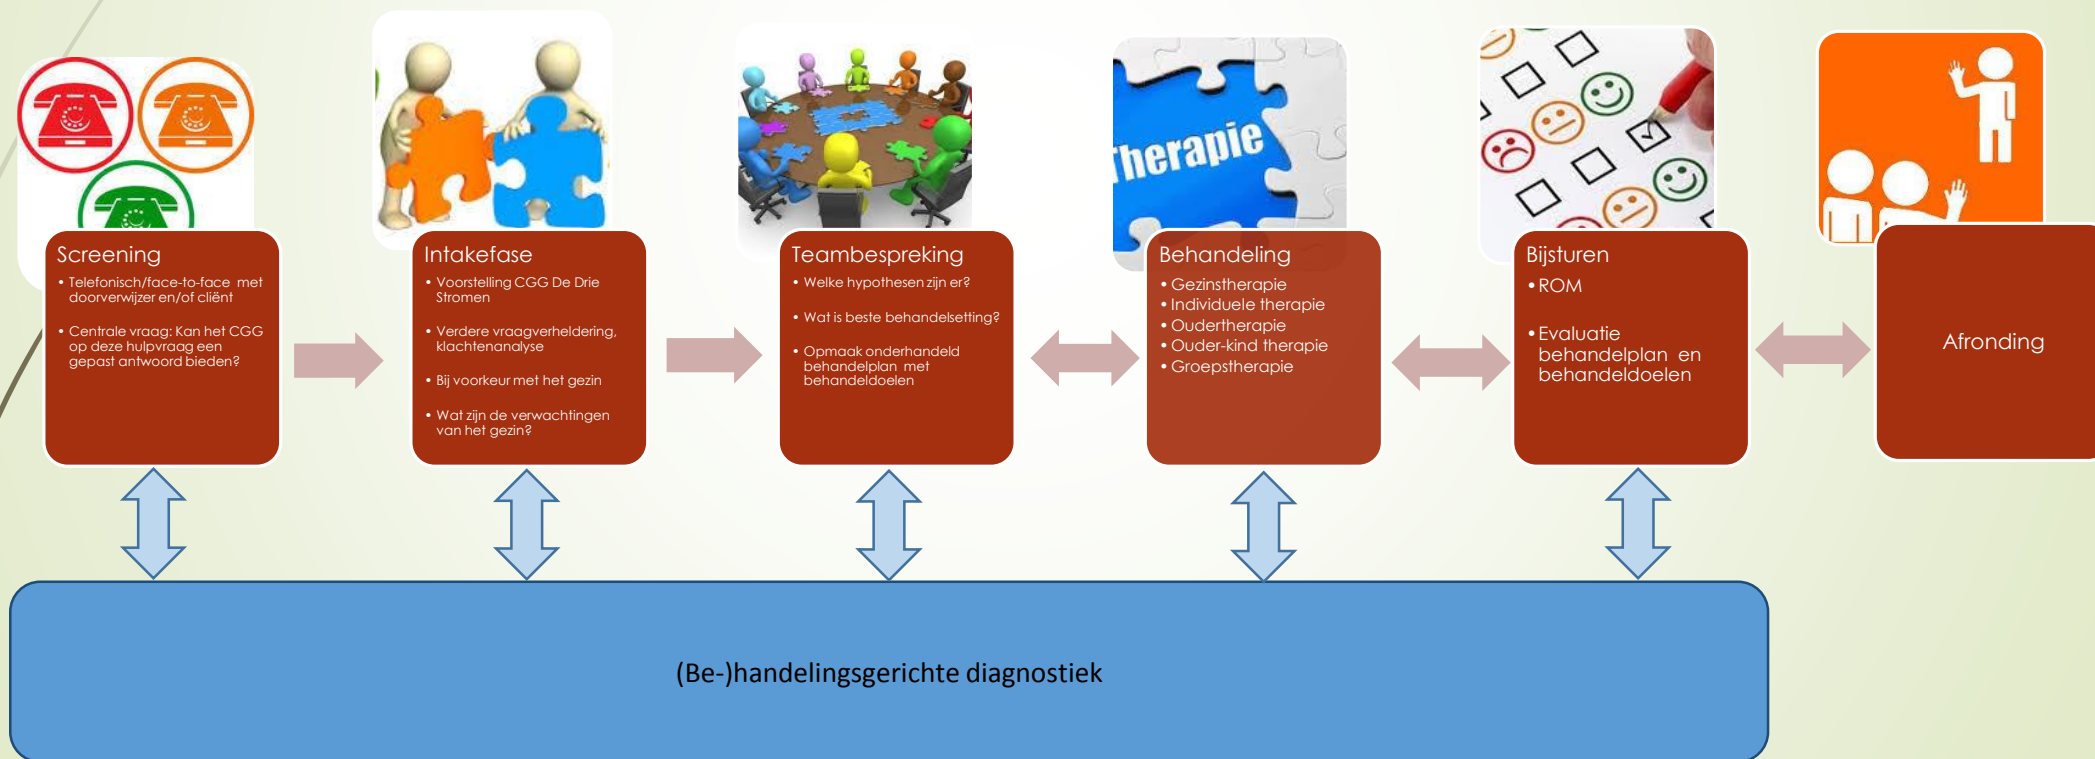 Therapie
Screening
• Telefonisch/face-to-face met
doorverwijzer en/of cliënt
• Centrale vraag: Kan het CGG
op deze hulpvraag een
gepast antwoord bieden?
Intakefase
• Voorstelling CGG De Drie
Stromen
• Verdere vraagverheldering,
klachtenanalyse
• Bij voorkeur met het gezin
• Wat zijn de verwachtingen
van het gezin?
Teambespreking
• Welke hypothesen zijn er?
• Wat is beste behandelsetting?
• Opmaak onderhandeld
behandelplan met
behandeldoelen
Behandeling
• Gezinstherapie
• Individuele therapie
• Oudertherapie
• Ouder-kind therapie
• Groepstherapie
Bijsturen
• ROM
• Evaluatie
behandelplan en
behandeldoelen
Afronding
(Be-)handelingsgerichte diagnostiek